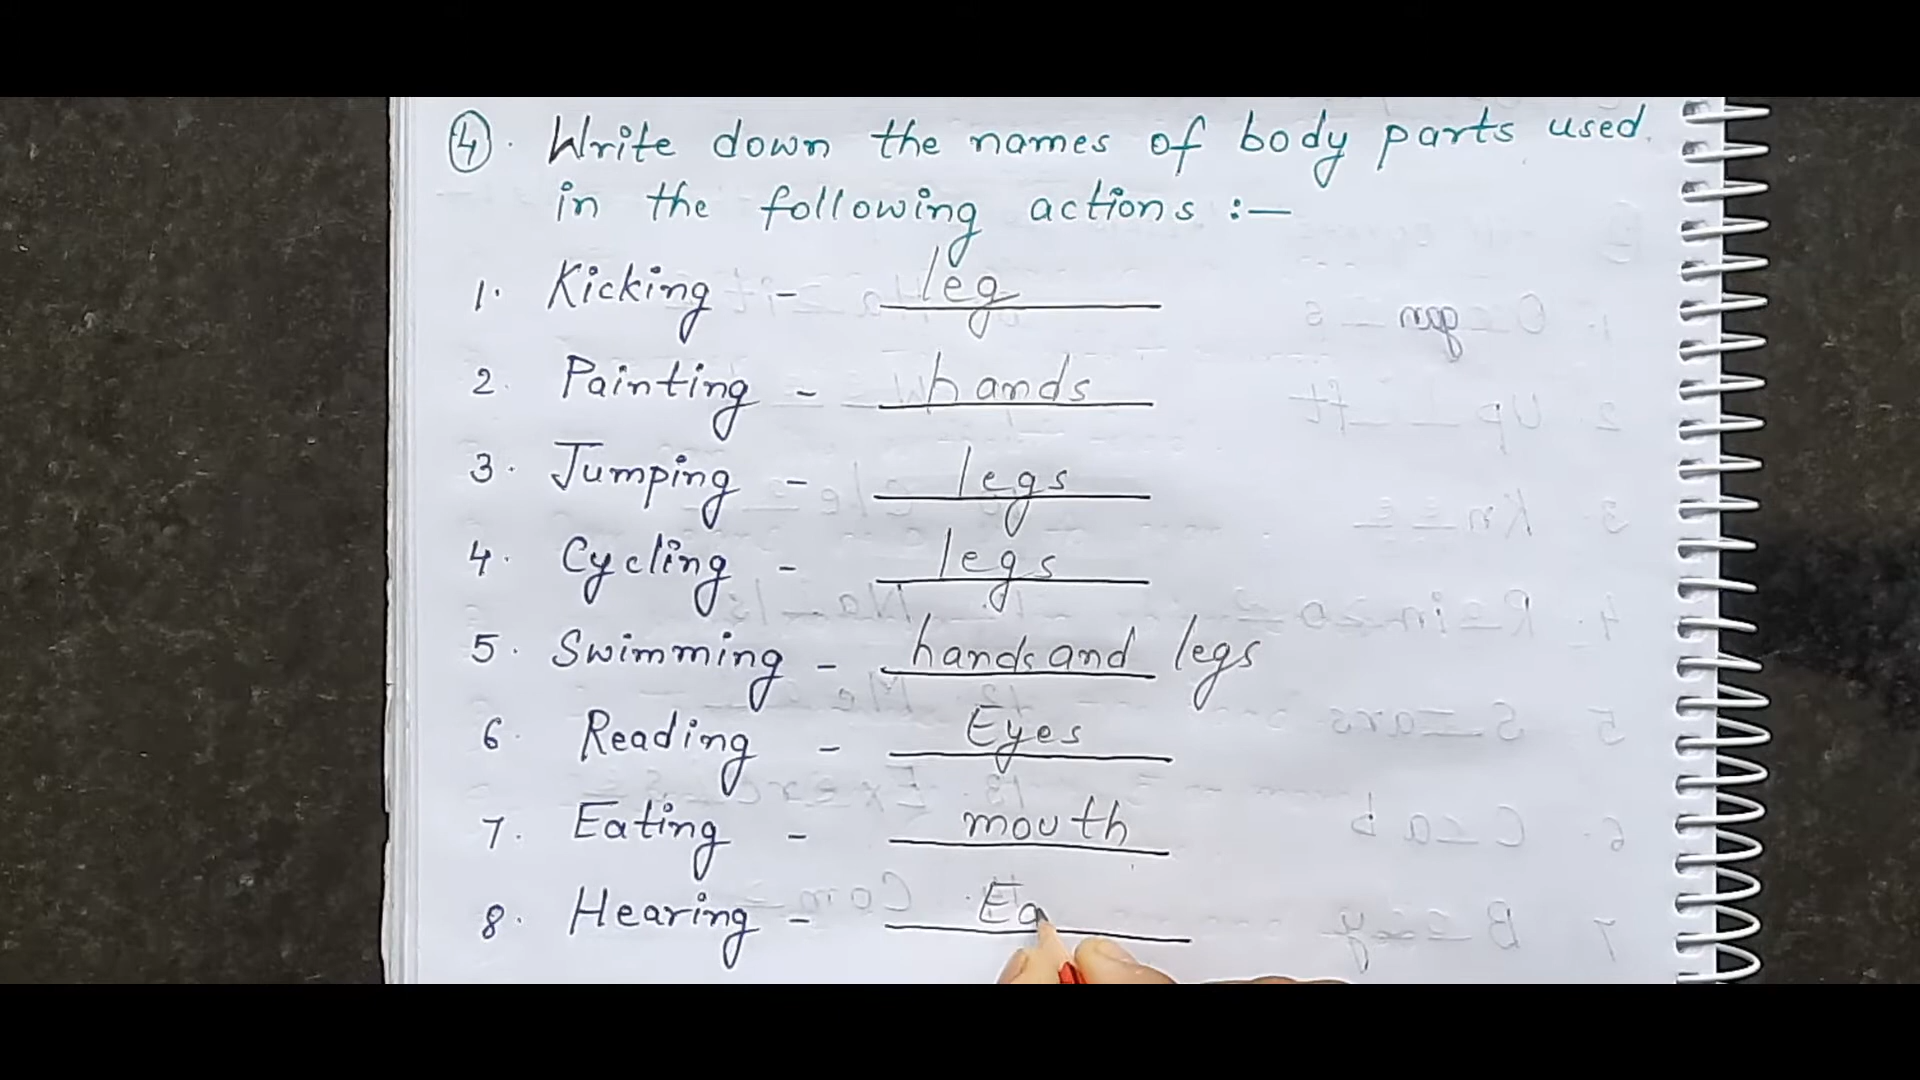 4. Write down the names of body parts used
in the following actions :—
1. Kicking - leg
2. Painting - hands
3. Jumping - legs
4. Cycling - legs
5. Swimming - hands and legs
6. Reading - Eyes
7. Eating - mouth
8. Hearing - Ea